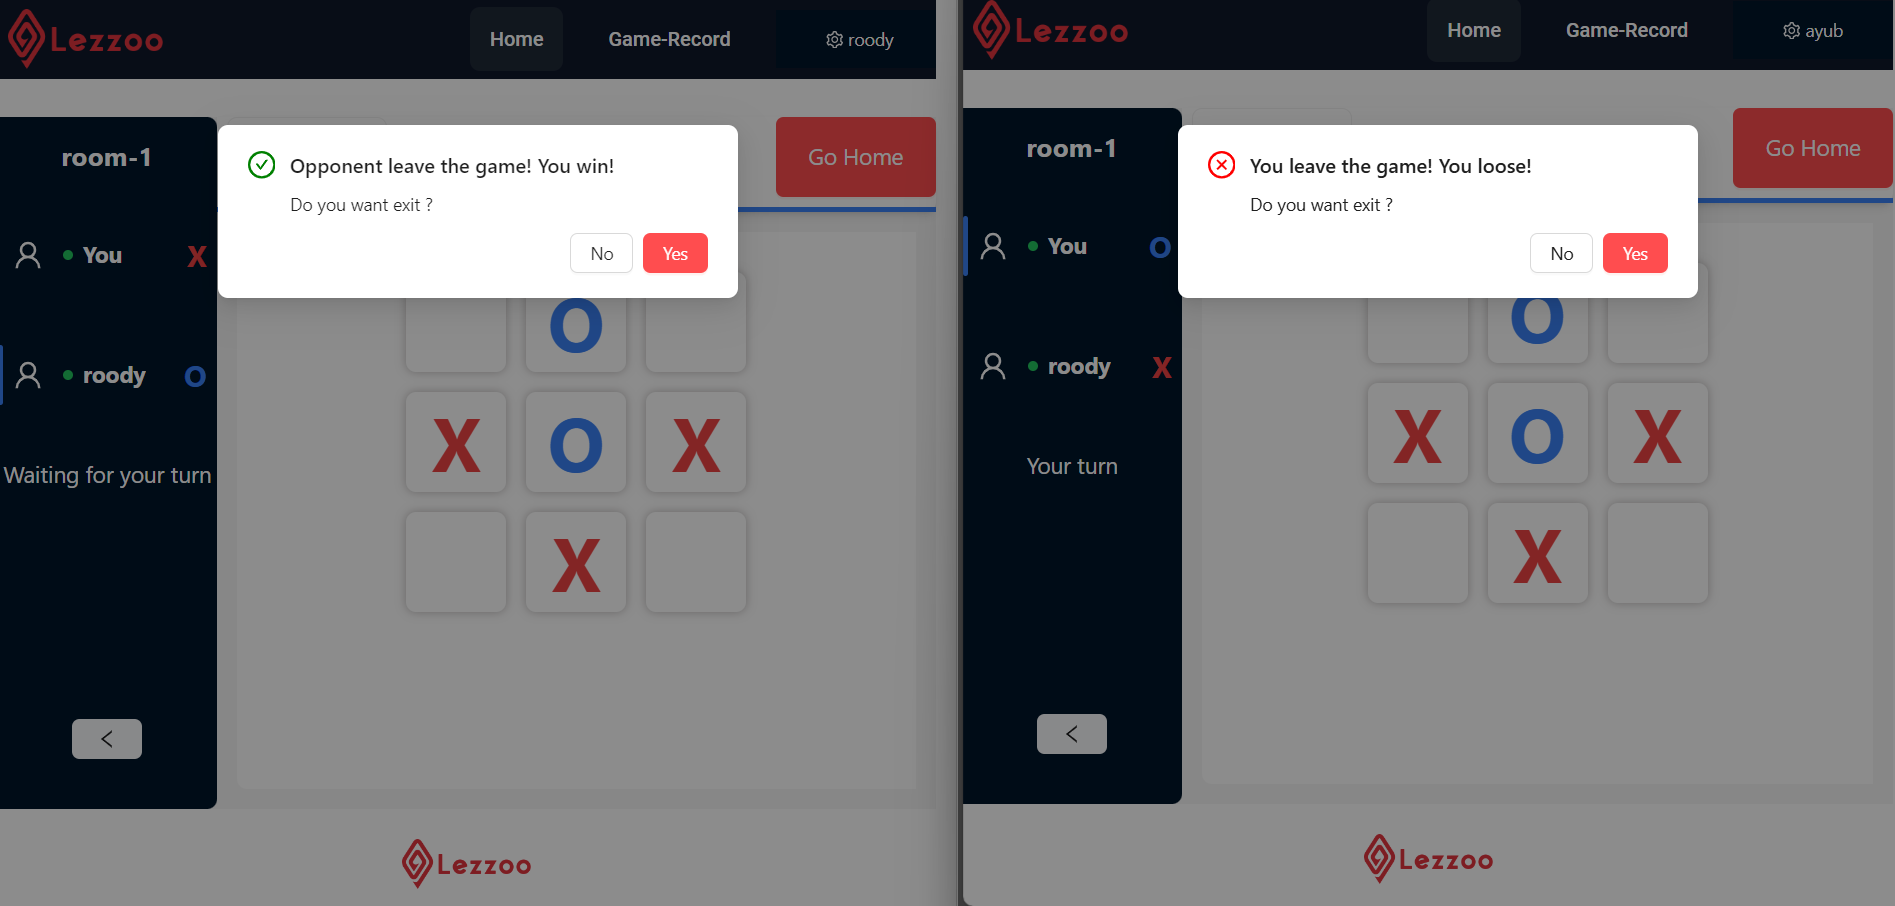 Lezzoo
Home
Game-Record
roody
room-1
Opponent leave the game! You win!
Do you want exit ?
No
Yes
Go Home
You
X
roody
O
Waiting for your turn
O
X O X
X
<
Lezzoo
Lezzoo
Home
Game-Record
ayub
room-1
You leave the game! You loose!
Do you want exit ?
No
Yes
Go Home
You
O
roody
X
Your turn
O
X O X
X
<
Lezzoo